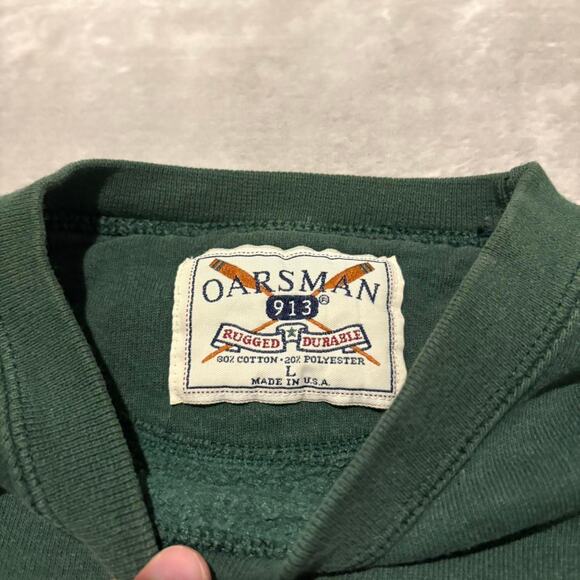 OARSMAN
913®
RUGGED DURABLE
80% COTTON • 20% POLYESTER
L
MADE IN U.S.A.